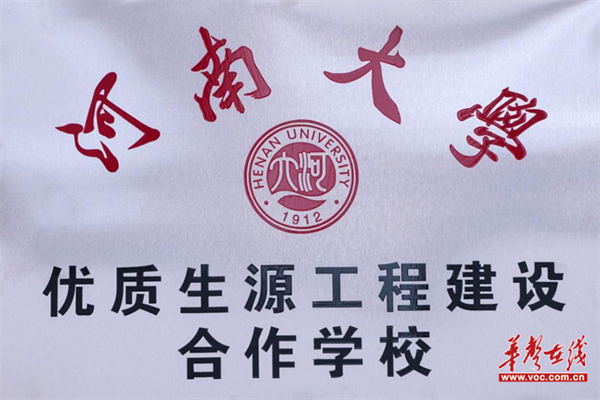 河南大學
HENAN UNIVERSITY
大河
1912
优质生源工程建设
合作学校
华声在线
www.voc.com.cn